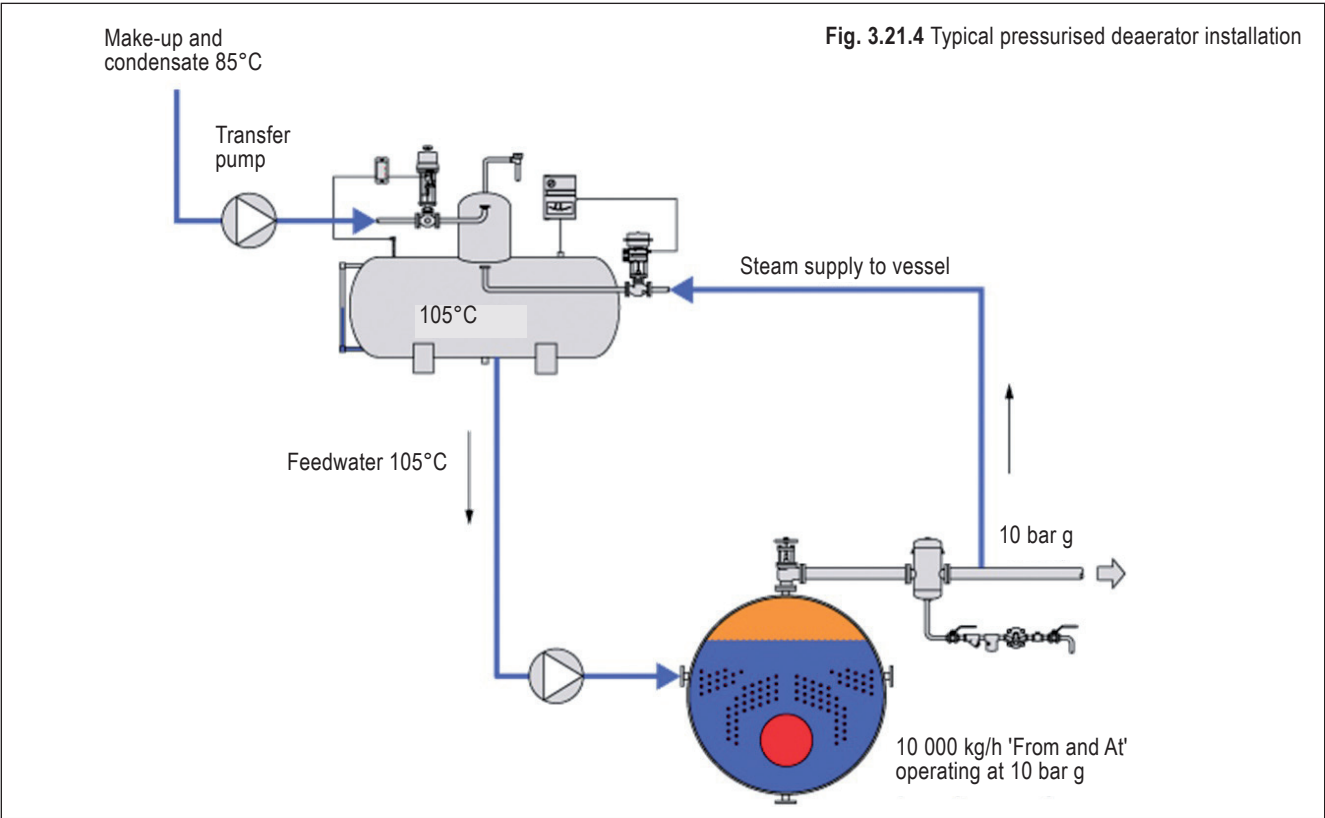 Fig. 3.21.4 Typical pressurised deaerator installation
Make-up and
condensate 85°C
Transfer
pump
Steam supply to vessel
105°C
Feedwater 105°C
10 bar g
10 000 kg/h 'From and At'
operating at 10 bar g